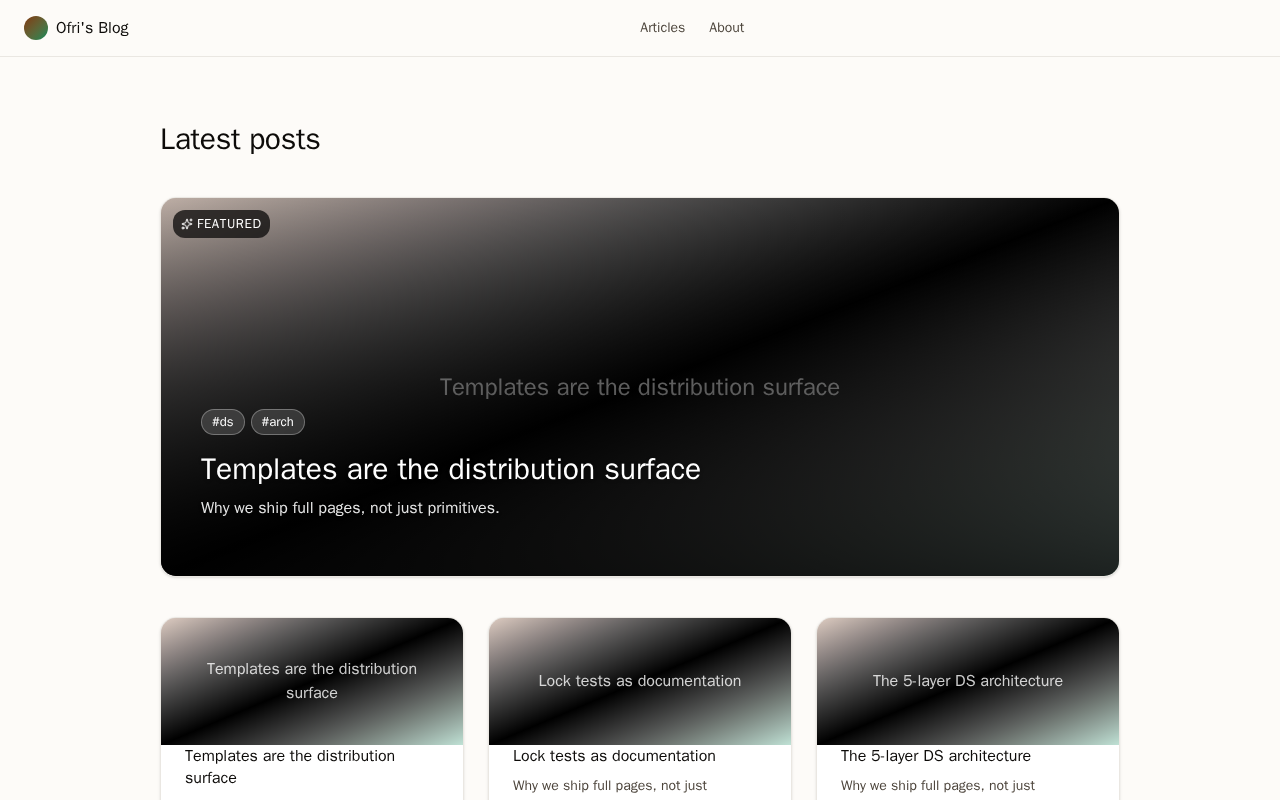 Ofri's Blog
Articles
About
Latest posts
FEATURED
Templates are the distribution surface
#ds
#arch
Templates are the distribution surface
Why we ship full pages, not just primitives.
Templates are the distribution
surface
Templates are the distribution
surface
Lock tests as documentation
Lock tests as documentation
Why we ship full pages, not just
The 5-layer DS architecture
The 5-layer DS architecture
Why we ship full pages, not just